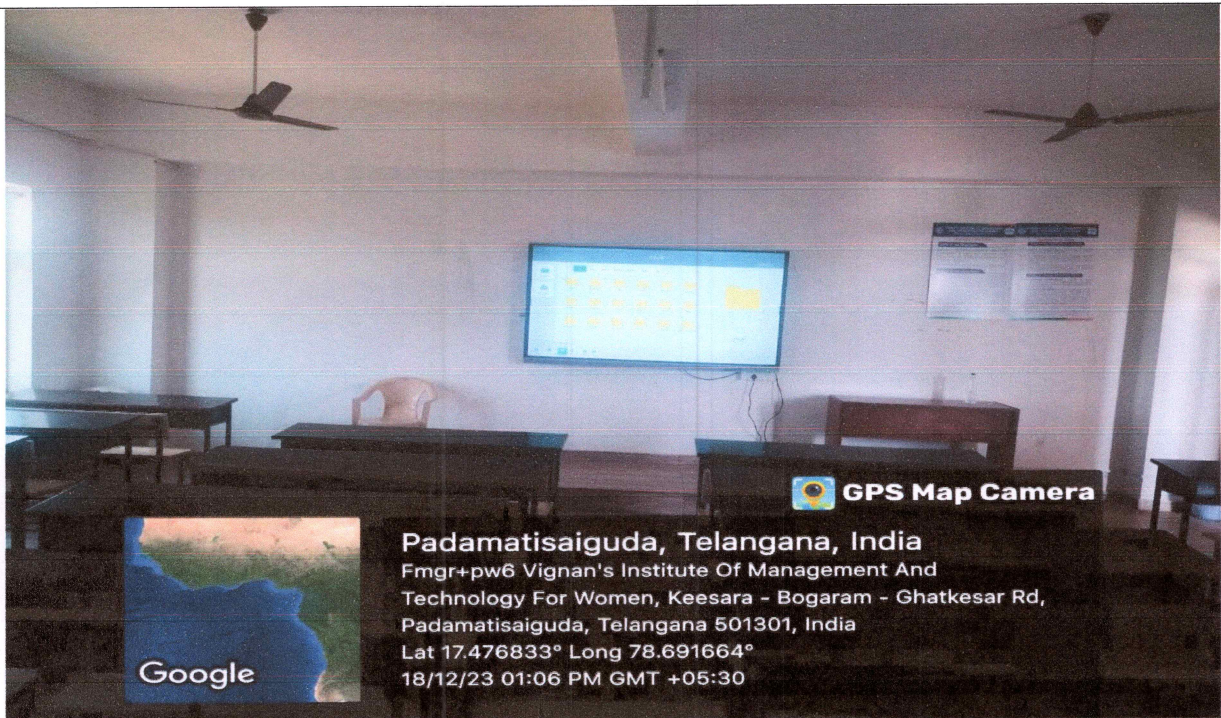 GPS Map Camera
Padamatisaiguda, Telangana, India
Fmgr+pw6 Vignan's Institute Of Management And
Technology For Women, Keesara - Bogaram - Ghatkesar Rd,
Padamatisaiguda, Telangana 501301, India
Lat 17.476833° Long 78.691664°
18/12/23 01:06 PM GMT +05:30
Google